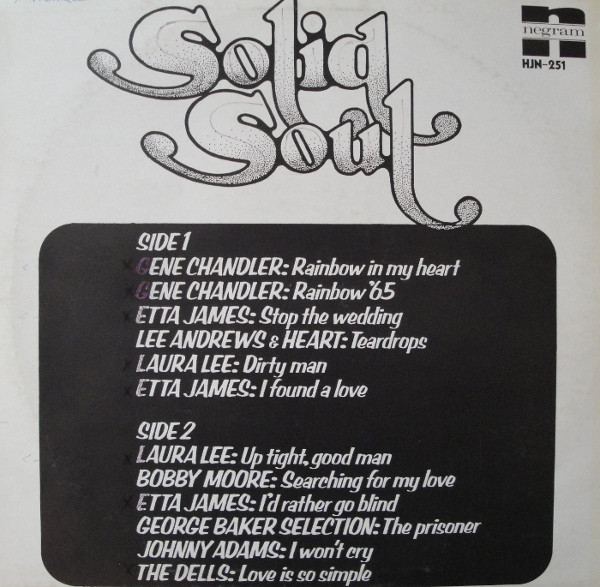 Solid
Soul
negram
HJN-251
SIDE 1
GENE CHANDLER: Rainbow in my heart
GENE CHANDLER: Rainbow '65
ETTA JAMES: Stop the wedding
LEE ANDREWS & HEART: Teardrops
LAURA LEE: Dirty man
ETTA JAMES: I found a love
SIDE 2
LAURA LEE: Up tight, good man
BOBBY MOORE: Searching for my love
ETTA JAMES: I'd rather go blind
GEORGE BAKER SELECTION: The prisoner
JOHNNY ADAMS: I won't cry
THE DELLS: Love is so simple